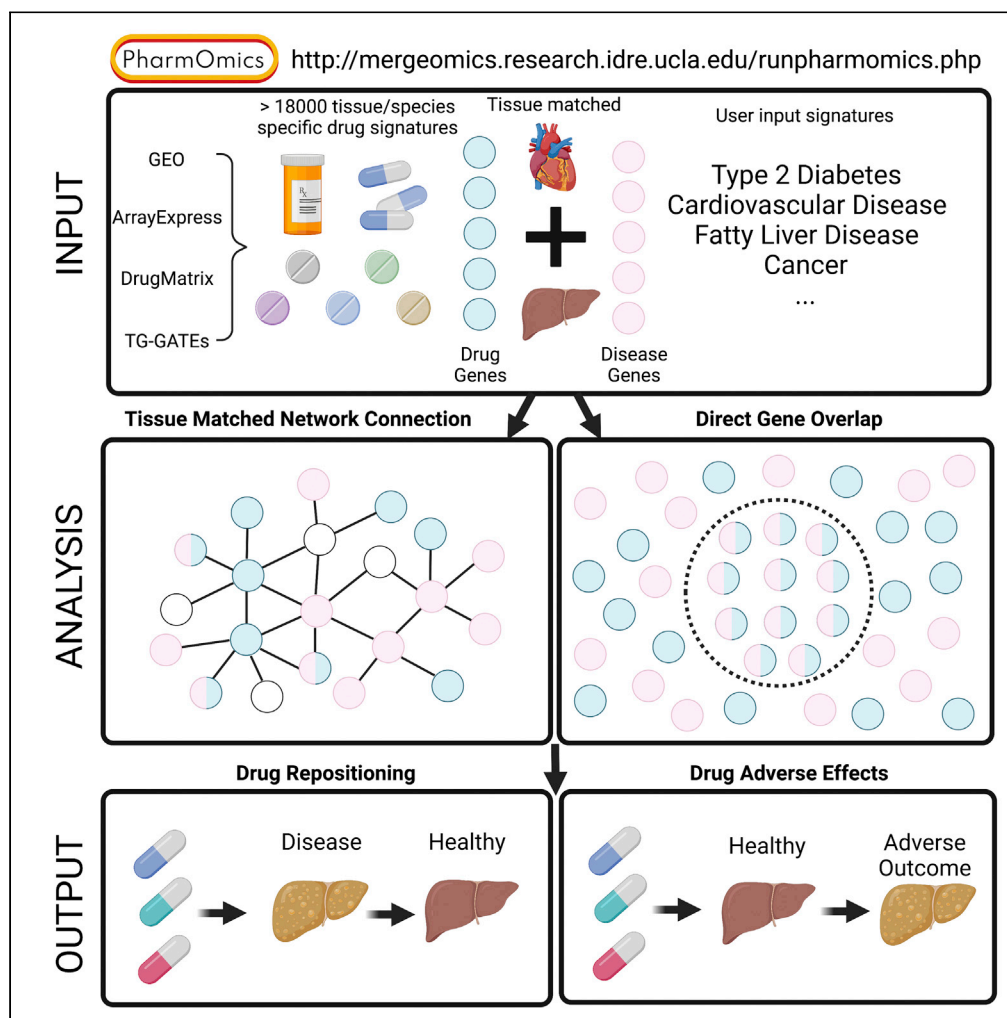 PharmOmics
http://mergeomics.research.idre.ucla.edu/runpharmomics.php
INPUT
GEO
ArrayExpress
DrugMatrix
TG-GATEs
> 18000 tissue/species
specific drug signatures
Rx
Tissue matched
Drug
Genes
Disease
Genes
User input signatures
Type 2 Diabetes
Cardiovascular Disease
Fatty Liver Disease
Cancer
...
ANALYSIS
Tissue Matched Network Connection
Direct Gene Overlap
OUTPUT
Drug Repositioning
Disease
Healthy
Drug Adverse Effects
Healthy
Adverse
Outcome